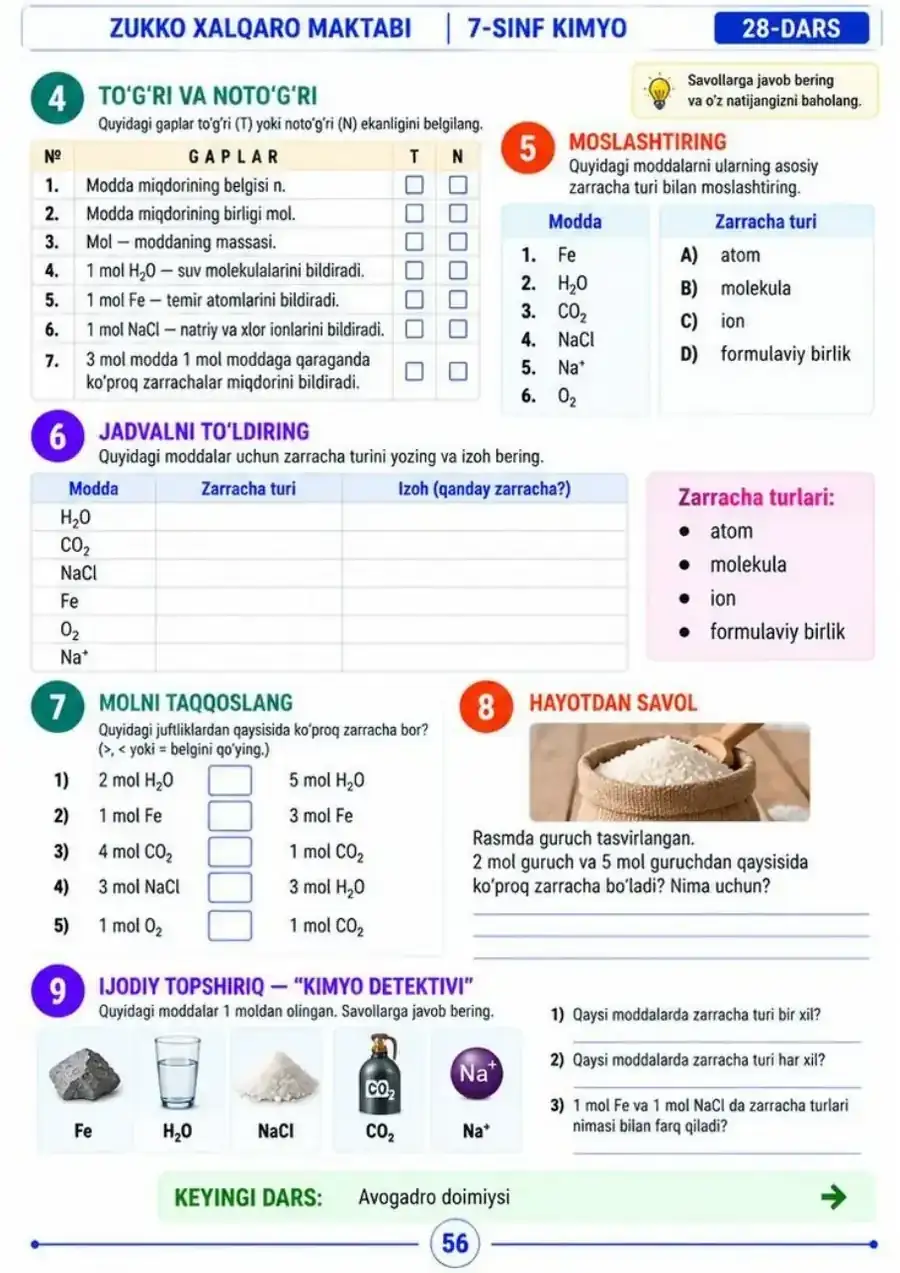 ZUKKO XALQARO MAKTABI | 7-SINF KIMYO
28-DARS
4 TO‘G‘RI VA NOTO‘G‘RI
Quyidagi gaplar to‘g‘ri (T) yoki noto‘g‘ri (N) ekanligini belgilang.
№ GAPLAR T N
1. Modda miqdorining belgisi n.
2. Modda miqdorining birligi mol.
3. Mol — moddaning massasi.
4. 1 mol H₂O — suv molekulalarini bildiradi.
5. 1 mol Fe — temir atomlarini bildiradi.
6. 1 mol NaCl — natriy va xlor ionlarini bildiradi.
7. 3 mol modda 1 mol moddaga qaraganda
ko‘proq zarrachalar miqdorini bildiradi.
Savollarga javob bering
va o‘z natijangizni baholang.
5 MOSLASHTIRING
Quyidagi moddalarni ularning asosiy
zarracha turi bilan moslashtiring.
Modda Zarracha turi
1. Fe A) atom
2. H₂O B) molekula
3. CO₂ C) ion
4. NaCl D) formulaviy birlik
5. Na⁺
6. O₂
6 JADVALNI TO‘LDIRING
Quyidagi moddalar uchun zarracha turini yozing va izoh bering.
Modda Zarracha turi Izoh (qanday zarracha?)
H₂O
CO₂
NaCl
Fe
O₂
Na⁺
Zarracha turlari:
• atom
• molekula
• ion
• formulaviy birlik
7 MOLNI TAQQOSLANG
Quyidagi juftliklardan qaysisida ko‘proq zarracha bor?
(>, < yoki = belgini qo‘ying.)
1) 2 mol H₂O 5 mol H₂O
2) 1 mol Fe 3 mol Fe
3) 4 mol CO₂ 1 mol CO₂
4) 3 mol NaCl 3 mol H₂O
5) 1 mol O₂ 1 mol CO₂
8 HAYOTDAN SAVOL
Rasmda guruch tasvirlangan.
2 mol guruch va 5 mol guruchdan qaysisida
ko‘proq zarracha bo‘ladi? Nima uchun?
9 IJODIY TOPSHIRIQ — “KIMYO DETEKTIVI”
Quyidagi moddalar 1 moldan olingan. Savollarga javob bering.
CO₂ Na⁺
Fe H₂O NaCl CO₂ Na⁺
1) Qaysi moddalarda zarracha turi bir xil?
2) Qaysi moddalarda zarracha turi har xil?
3) 1 mol Fe va 1 mol NaCl da zarracha turlari
nimasi bilan farq qiladi?
KEYINGI DARS: Avogadro doimiysi
56